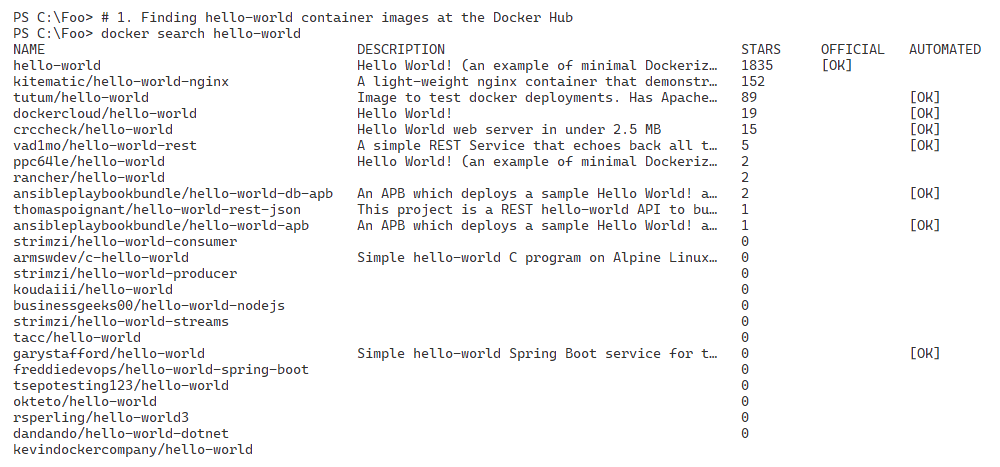 PS C:\Foo> # 1. Finding hello-world container images at the Docker Hub
PS C:\Foo> docker search hello-world
NAME                                       DESCRIPTION                                     STARS     OFFICIAL   AUTOMATED
hello-world                                Hello World! (an example of minimal Dockeriz…   1835      [OK]
kitematic/hello-world-nginx                A light-weight nginx container that demonstr…   152
tutum/hello-world                          Image to test docker deployments. Has Apache…   89                   [OK]
dockercloud/hello-world                    Hello World!                                    19                   [OK]
crccheck/hello-world                       Hello World web server in under 2.5 MB          15                   [OK]
vad1mo/hello-world-rest                    A simple REST Service that echoes back all t…   5                    [OK]
ppc64le/hello-world                        Hello World! (an example of minimal Dockeriz…   2
rancher/hello-world                                                                        2
ansibleplaybookbundle/hello-world-db-apb   An APB which deploys a sample Hello World! a…   2                    [OK]
thomaspoignant/hello-world-rest-json       This project is a REST hello-world API to bu…   1
ansibleplaybookbundle/hello-world-apb      An APB which deploys a sample Hello World! a…   1                    [OK]
strimzi/hello-world-consumer                                                               0
armswdev/c-hello-world                     Simple hello-world C program on Alpine Linux…   0
strimzi/hello-world-producer                                                               0
koudaiii/hello-world                                                                       0
businessgeeks00/hello-world-nodejs                                                         0
strimzi/hello-world-streams                                                                0
tacc/hello-world                                                                           0
garystafford/hello-world                   Simple hello-world Spring Boot service for t…   0                    [OK]
freddiedevops/hello-world-spring-boot                                                      0
tsepotesting123/hello-world                                                                0
okteto/hello-world                                                                         0
rsperling/hello-world3                                                                     0
dandando/hello-world-dotnet                                                                0
kevindockercompany/hello-world